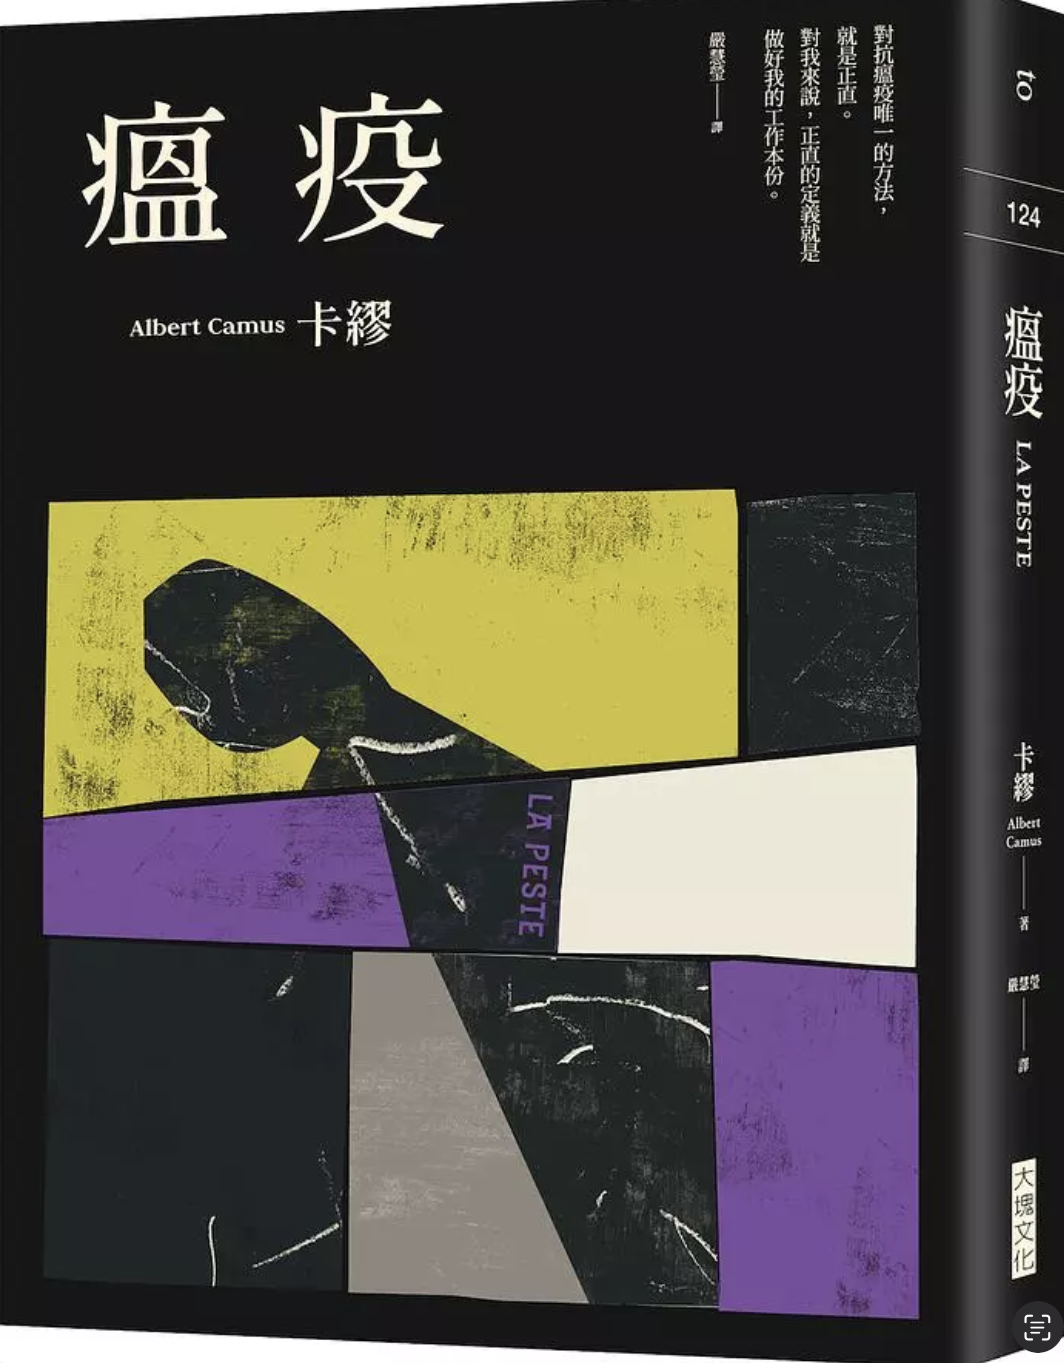 瘟疫
Albert Camus 卡繆
對抗瘟疫唯一的方法，
就是正直。
對我來說，正直的定義就是
做好我的工作本份。
嚴慧瑩——譯
LA PESTE
to
124
瘟疫
LA PESTE
卡繆
Albert
Camus
——著
嚴慧瑩——譯
大塊文化